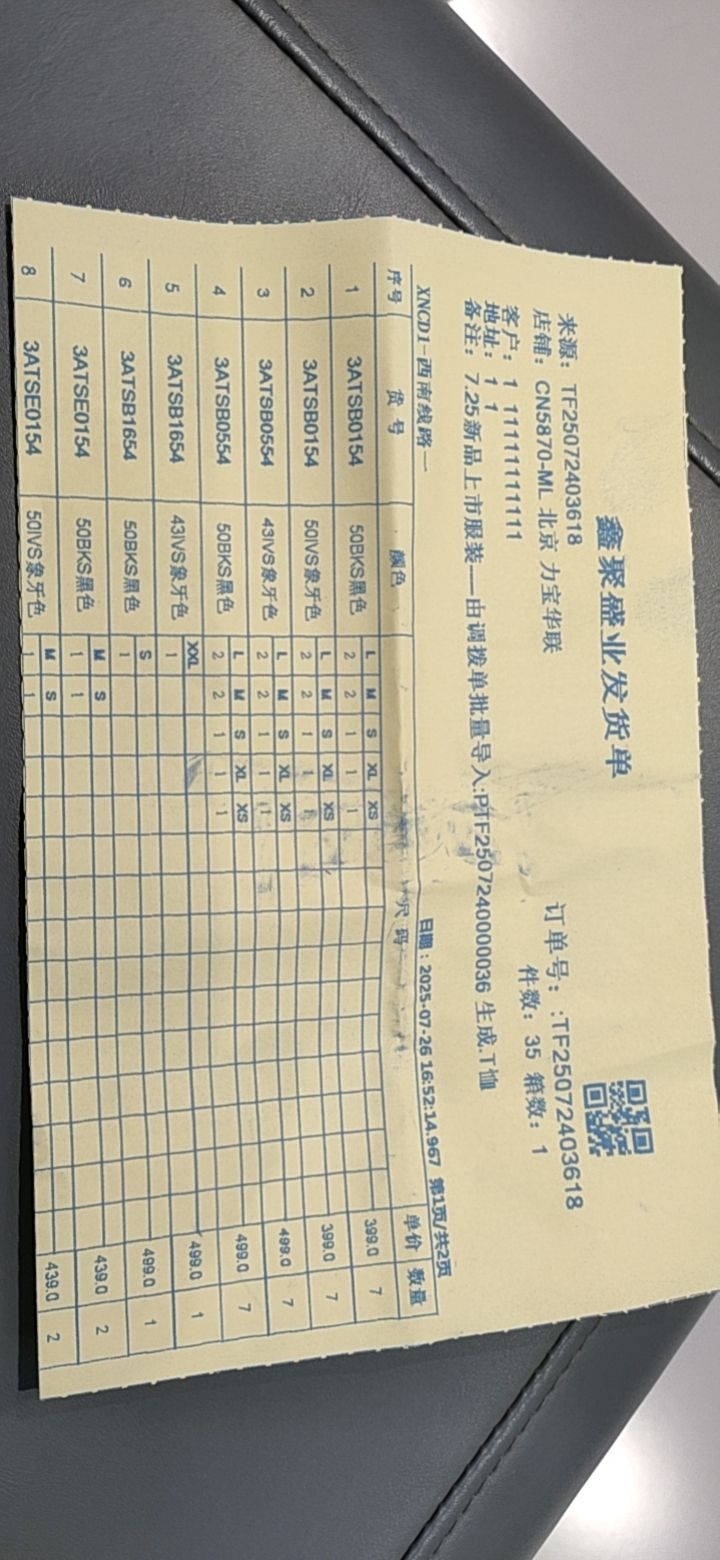 鑫聚盛业发货单
来源：TF25072403618 订单号：:TF25072403618
店铺：CN5870-ML 北京 力宝华联 件数：35 箱数：1
客户：1 11111111111
地址：1 1
备注：7.25新品上市服装—由调拨单批量导入:PTF250724000036 生成.T恤
XNCD1-西南线路一 日期：2025-07-26 16:52:14.967 第1页/共2页
序号 货号 颜色 尺码 单价 数量
L M S XL XS
1 3ATSB0154 50BKS黑色 2 2 1 1 1 399.0 7
L M S XL XS
2 3ATSB0154 50IVS象牙色 2 2 1 1 1 399.0 7
L M S XL XS
3 3ATSB0554 43IVS象牙色 2 2 1 1 1 499.0 7
L M S XL XS
4 3ATSB0554 50BKS黑色 2 2 1 1 1 499.0 7
XXL
5 3ATSB1654 43IVS象牙色 1 499.0 1
S
6 3ATSB1654 50BKS黑色 1 499.0 1
M S
7 3ATSE0154 50BKS黑色 1 1 439.0 2
M S
8 3ATSE0154 50IVS象牙色 1 1 439.0 2